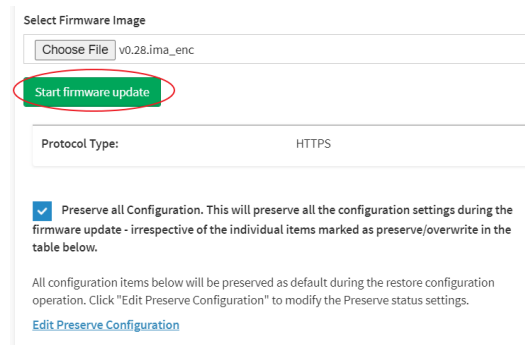 Select Firmware Image
Choose File v0.28.ima_enc
Start firmware update
Protocol Type: HTTPS
Preserve all Configuration. This will preserve all the configuration settings during the
firmware update - irrespective of the individual items marked as preserve/overwrite in the
table below.
All configuration items below will be preserved as default during the restore configuration
operation. Click "Edit Preserve Configuration" to modify the Preserve status settings.
Edit Preserve Configuration